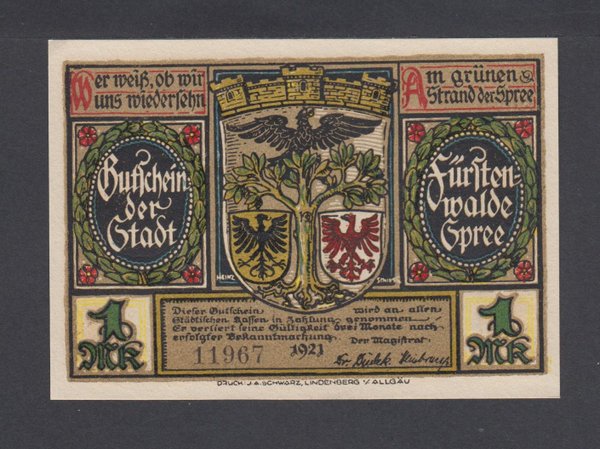 Wer weiß, ob wir
uns wiedersehn
Am grünen
Strand der Spree
Gutschein
der
Stadt
Fürsten-
walde
Spree
HEINZ
SCHIES
1
MK
Dieser Gutschein wird an allen
Städtischen Kassen in Zahlung genommen
Er verliert seine Gültigkeit drei Monate nach
erfolgter Bekanntmachung. Der Magistrat
11967 1921
1
MK
DRUCK: J.A. SCHWARZ, LINDENBERG I/ALLGÄU